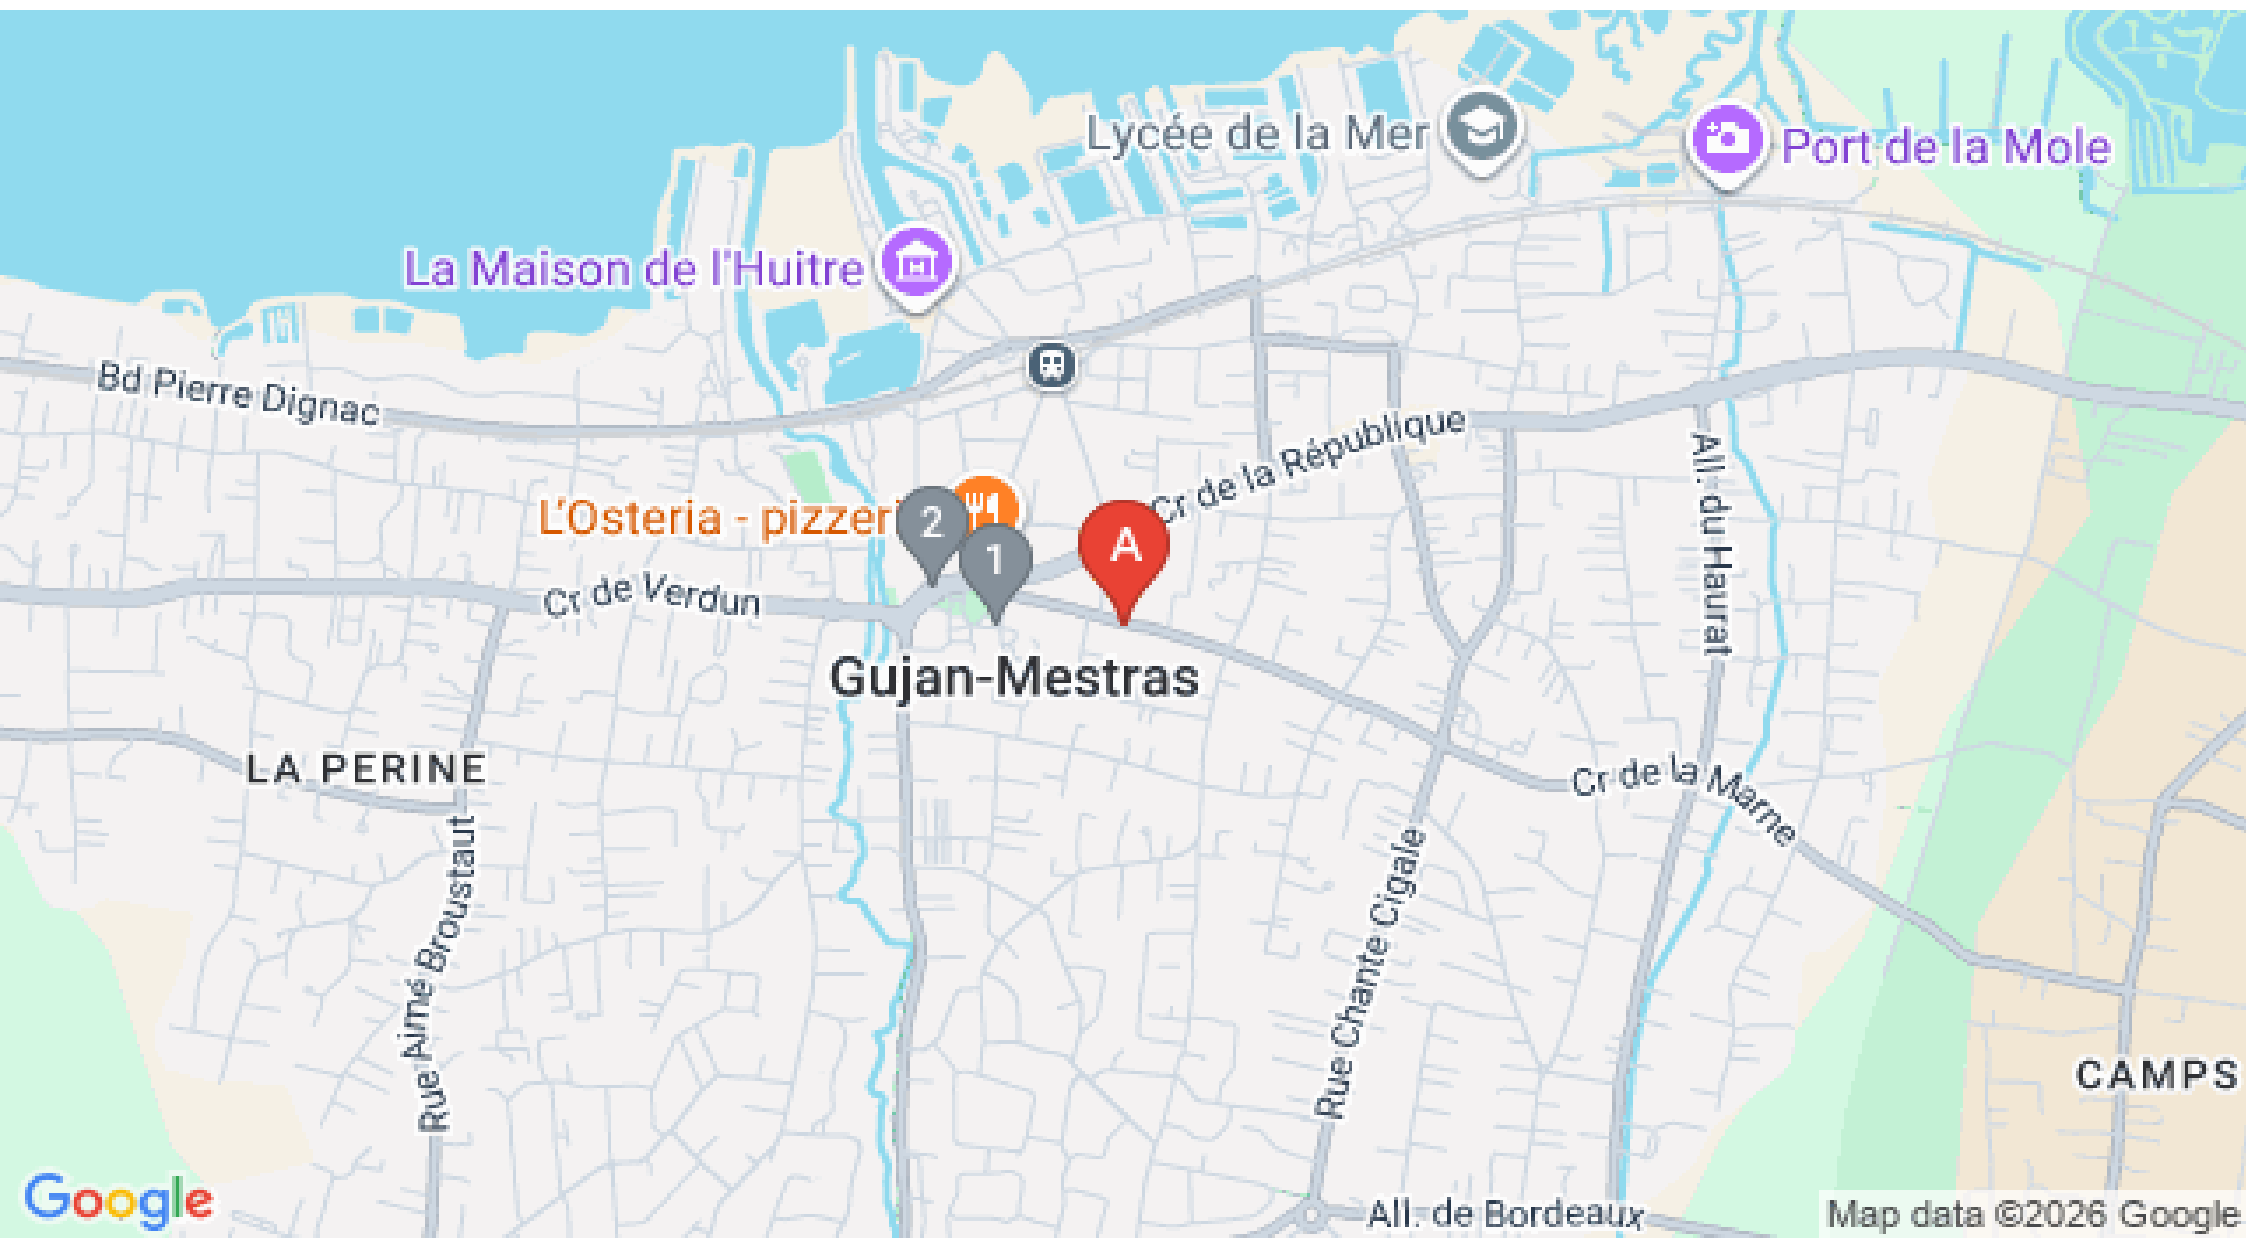 Lycée de la Mer
Port de la Mole
La Maison de l'Huitre
Bd Pierre Dignac
Cr de la République
All. du Haurat
L'Osteria - pizzeri
2
1
A
Cr de Verdun
Gujan-Mestras
LA PERINE
Cr de la Marne
Rue Aimé Broustaut
Rue Chante Cigale
CAMPS
Google
All. de Bordeaux
Map data ©2026 Google